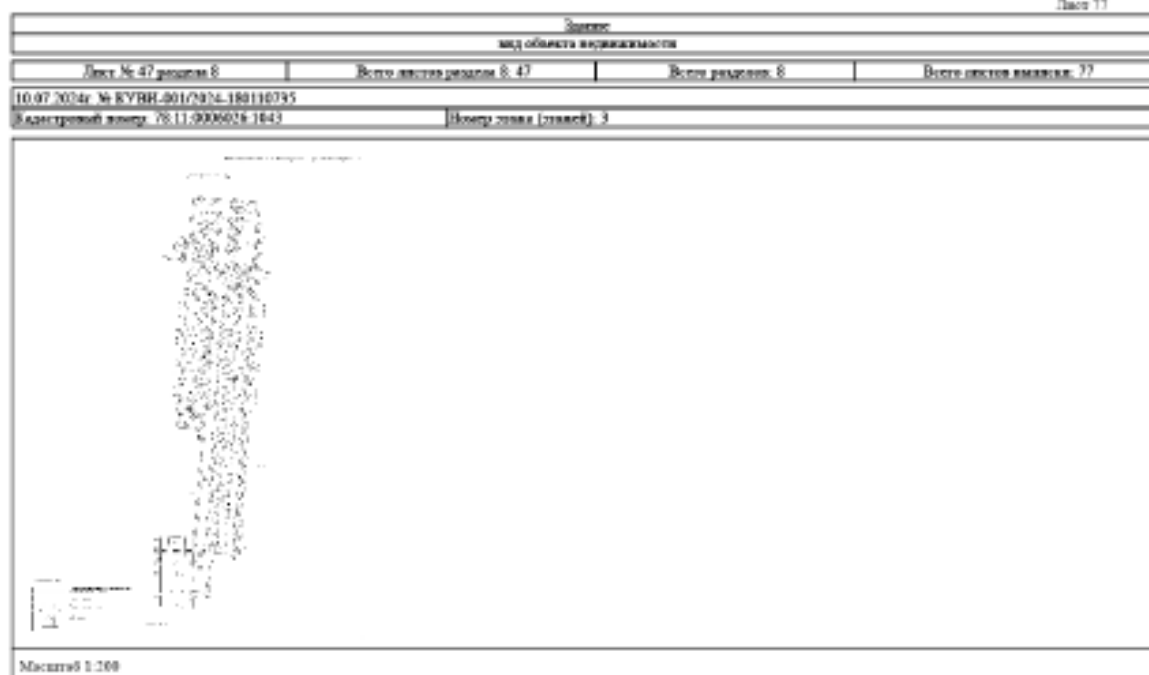 Лист 77
Здание
вид объекта недвижимости
Лист № 47 раздела 8 Всего листов раздела 8: 47 Всего разделов: 8 Всего листов выписки: 77
10.07.2024г. № КУВИ-001/2024-180110795
Кадастровый номер: 78:11:0006026:1043 Номер этажа (этажей): 3
Масштаб 1:200